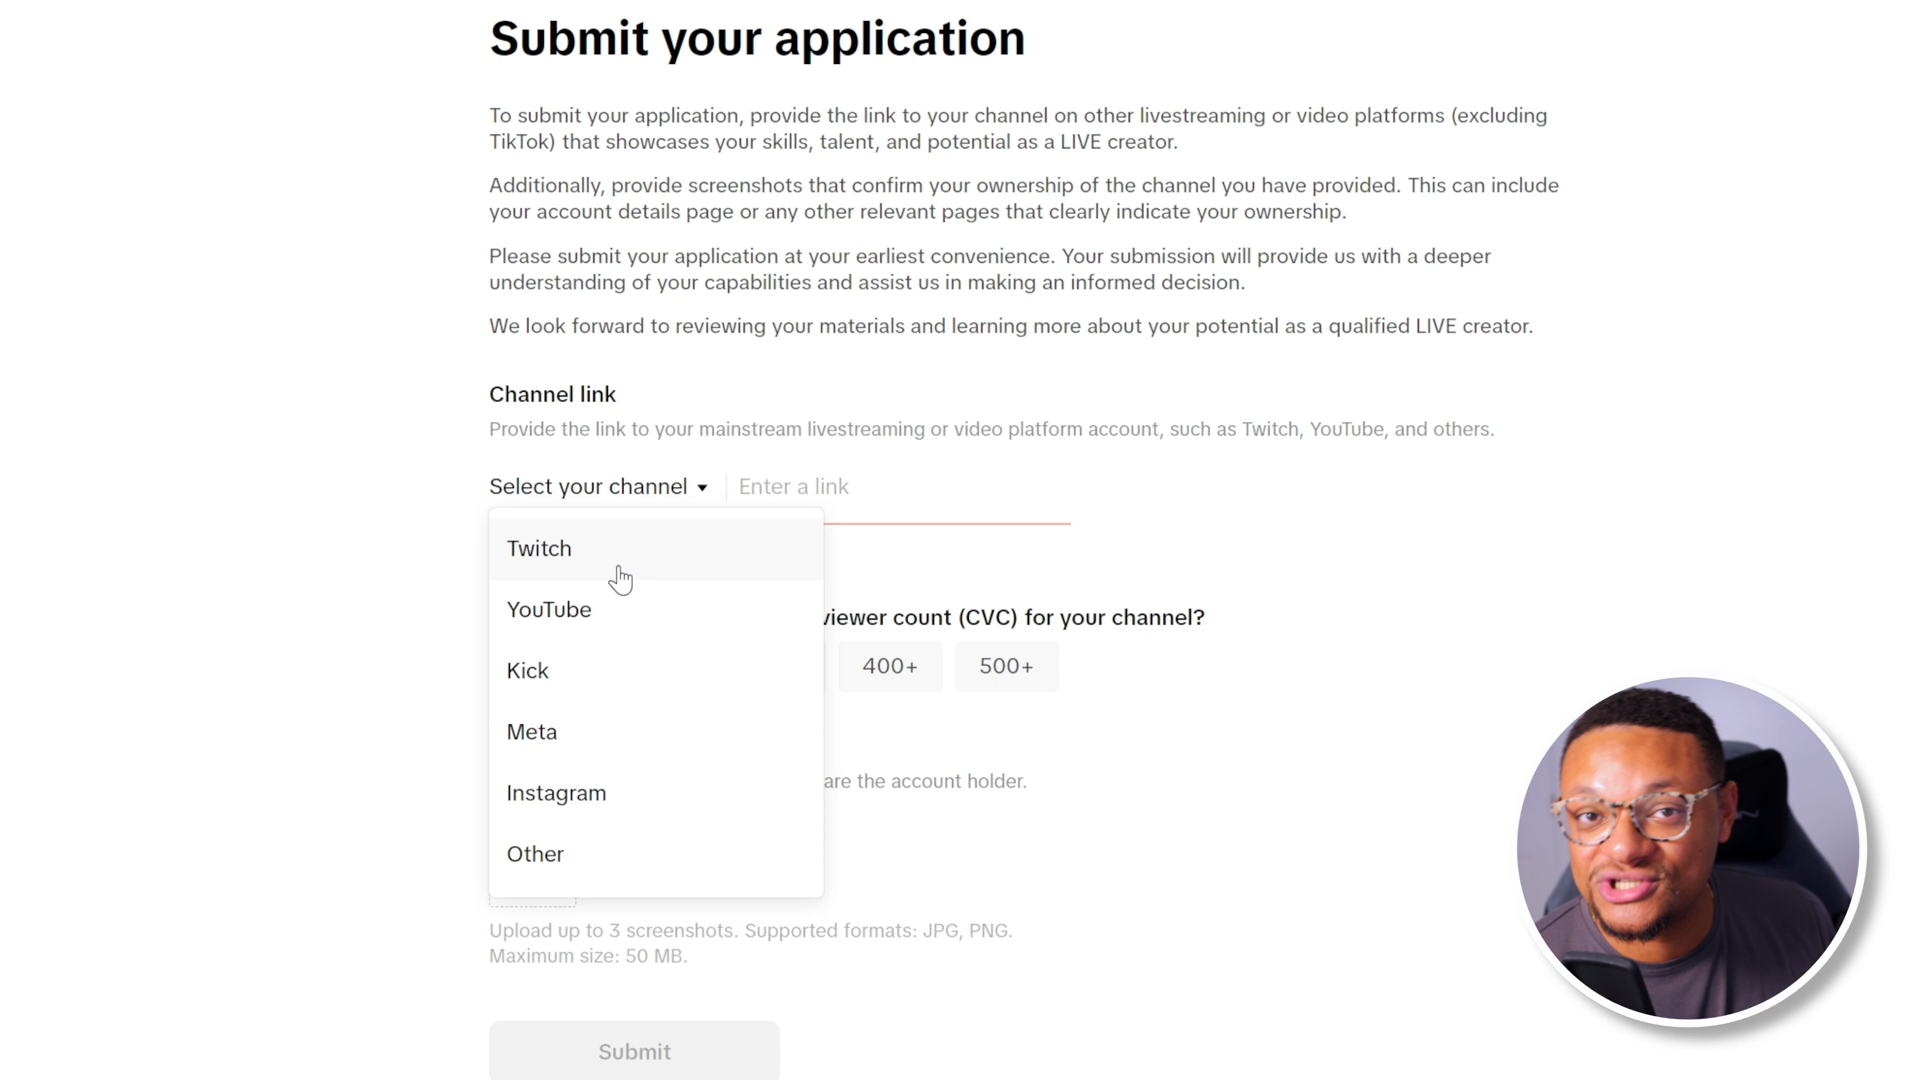 Submit your application
To submit your application, provide the link to your channel on other livestreaming or video platforms (excluding
TikTok) that showcases your skills, talent, and potential as a LIVE creator.
Additionally, provide screenshots that confirm your ownership of the channel you have provided. This can include
your account details page or any other relevant pages that clearly indicate your ownership.
Please submit your application at your earliest convenience. Your submission will provide us with a deeper
understanding of your capabilities and assist us in making an informed decision.
We look forward to reviewing your materials and learning more about your potential as a qualified LIVE creator.
Channel link
Provide the link to your mainstream livestreaming or video platform account, such as Twitch, YouTube, and others.
Select your channel Enter a link
Twitch
YouTube
viewer count (CVC) for your channel?
Kick
400+ 500+
Meta
are the account holder.
Instagram
Other
Upload up to 3 screenshots. Supported formats: JPG, PNG.
Maximum size: 50 MB.
Submit